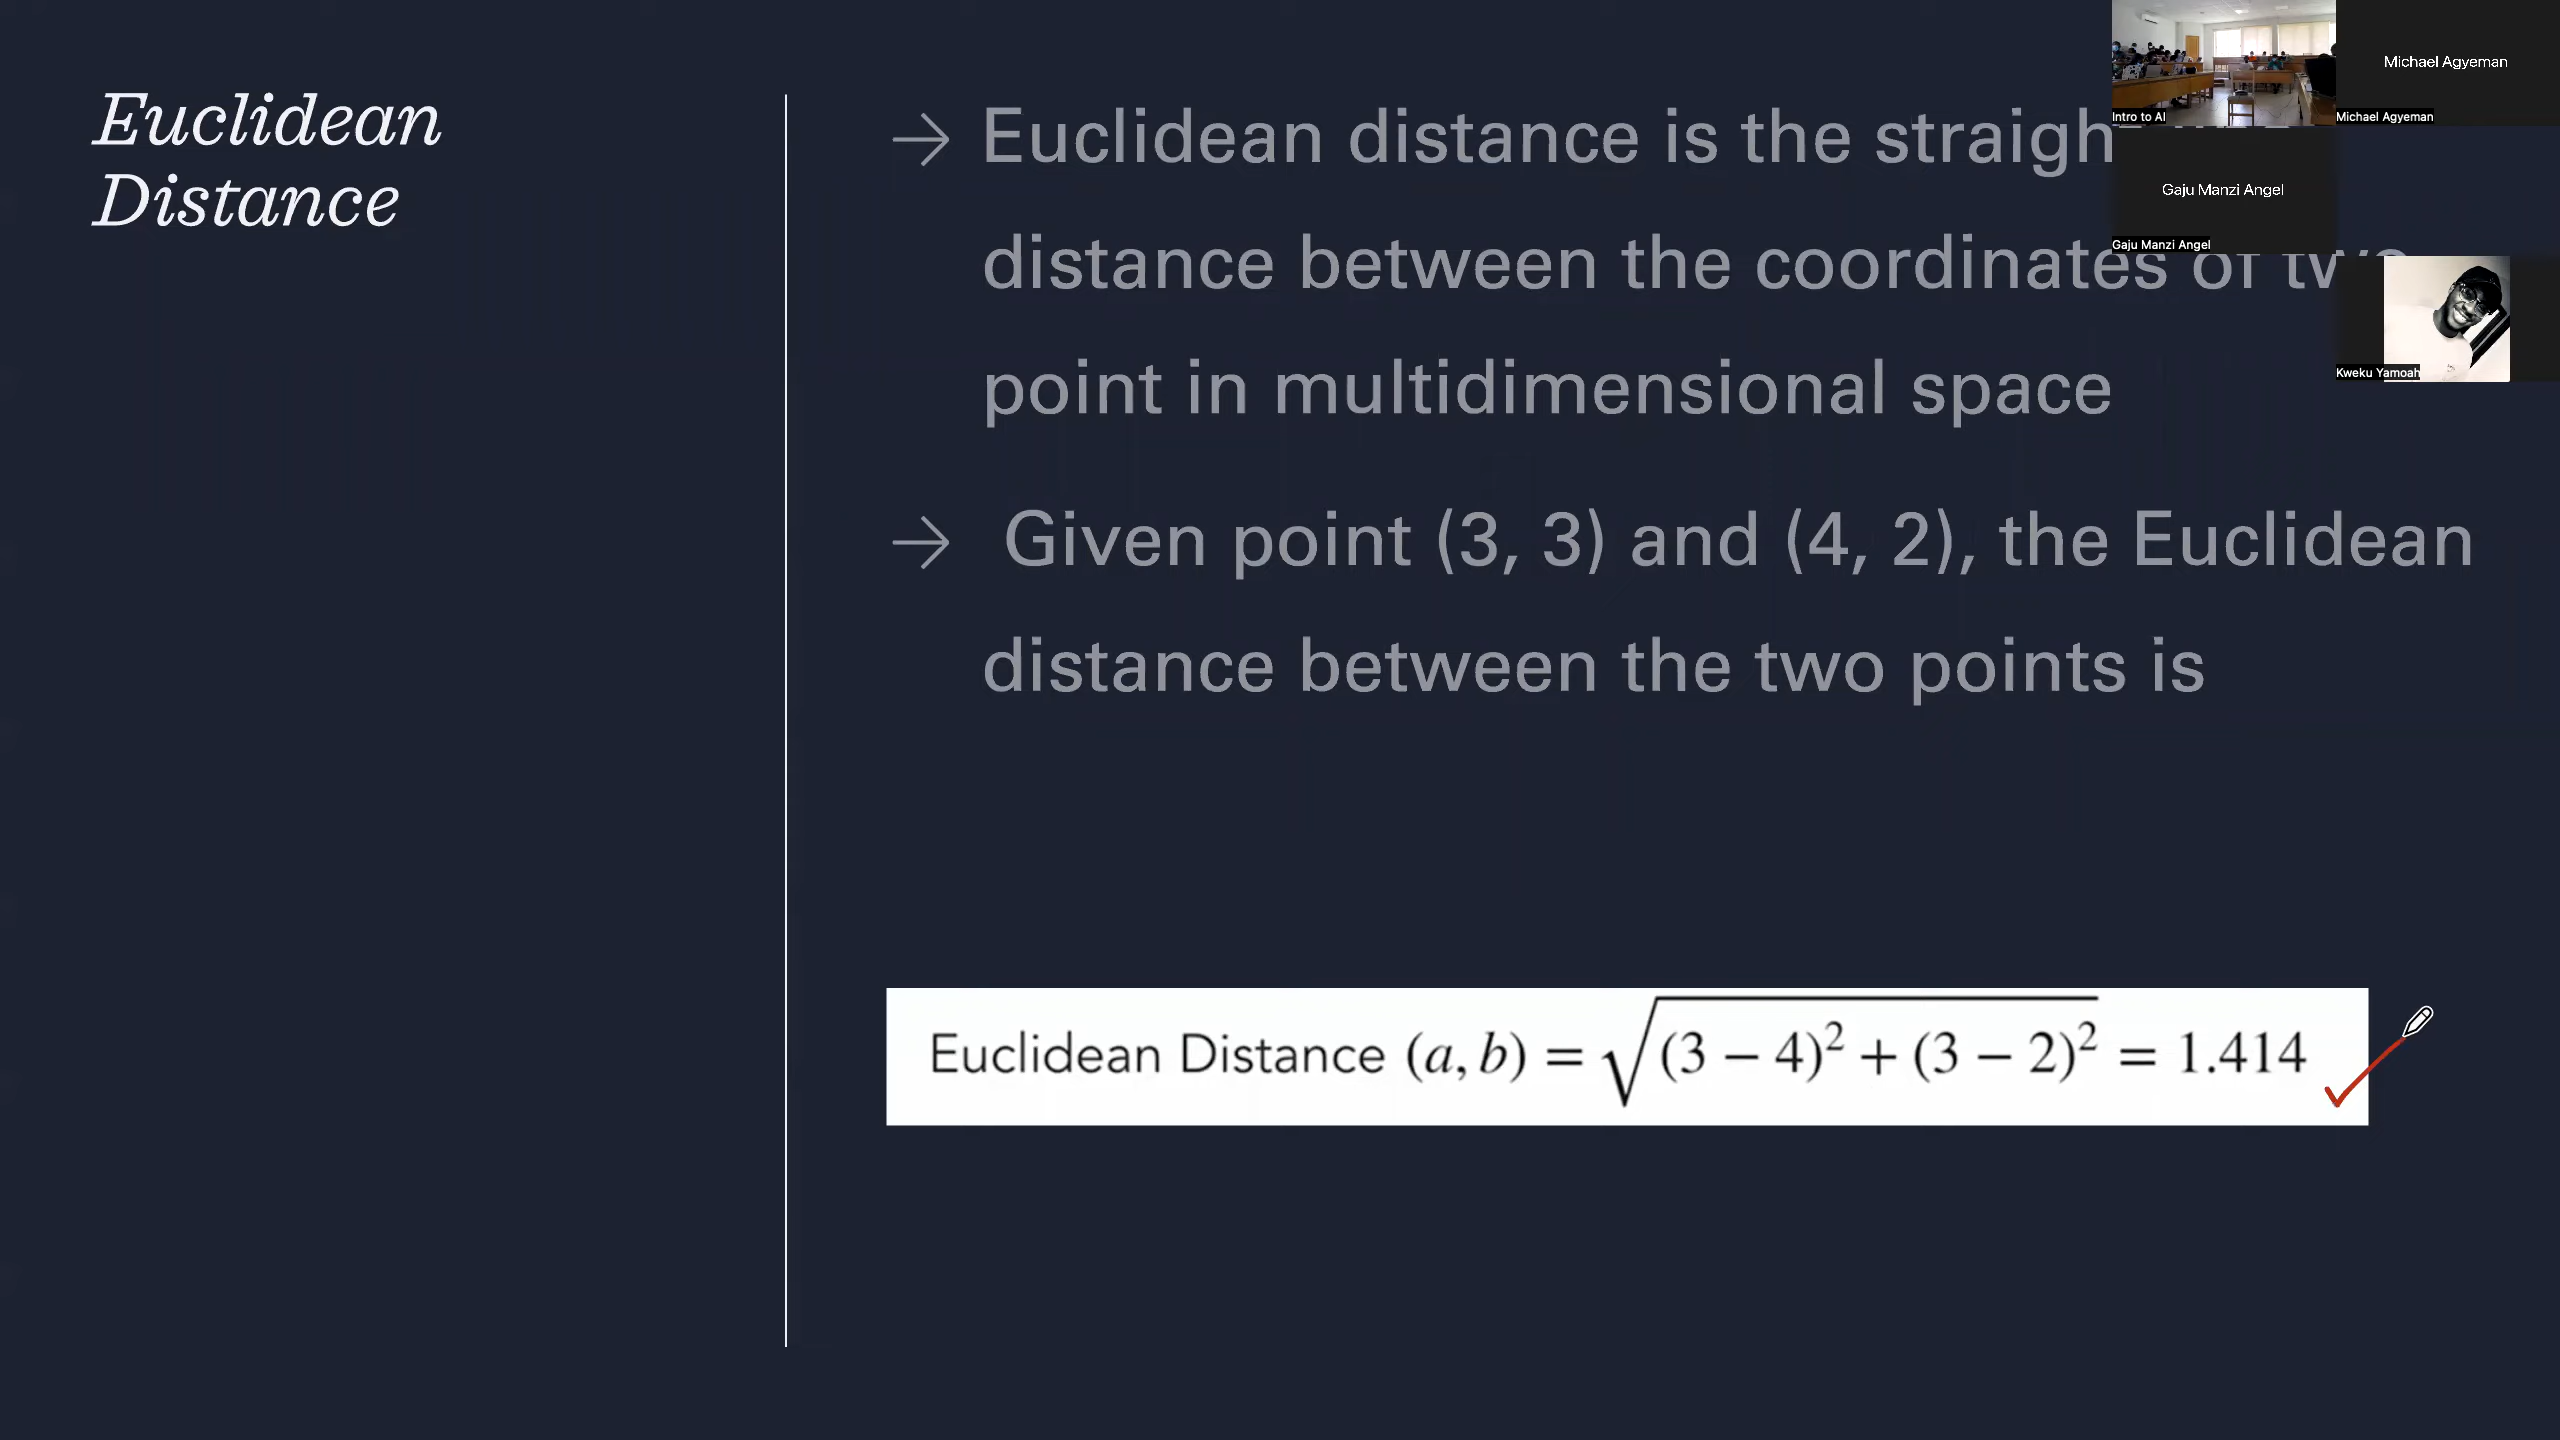 Euclidean
Distance
→ Euclidean distance is the
distance between the coordinates of two
point in multidimensional space
→ Given point (3, 3) and (4, 2), the Euclidean
distance between the two points is
Euclidean Distance (a, b) = √(3 − 4)² + (3 − 2)² = 1.414
Intro to AI
Michael Agyeman
Michael Agyeman
Gaju Manzi Angel
Gaju Manzi Angel
Kweku Yamoah